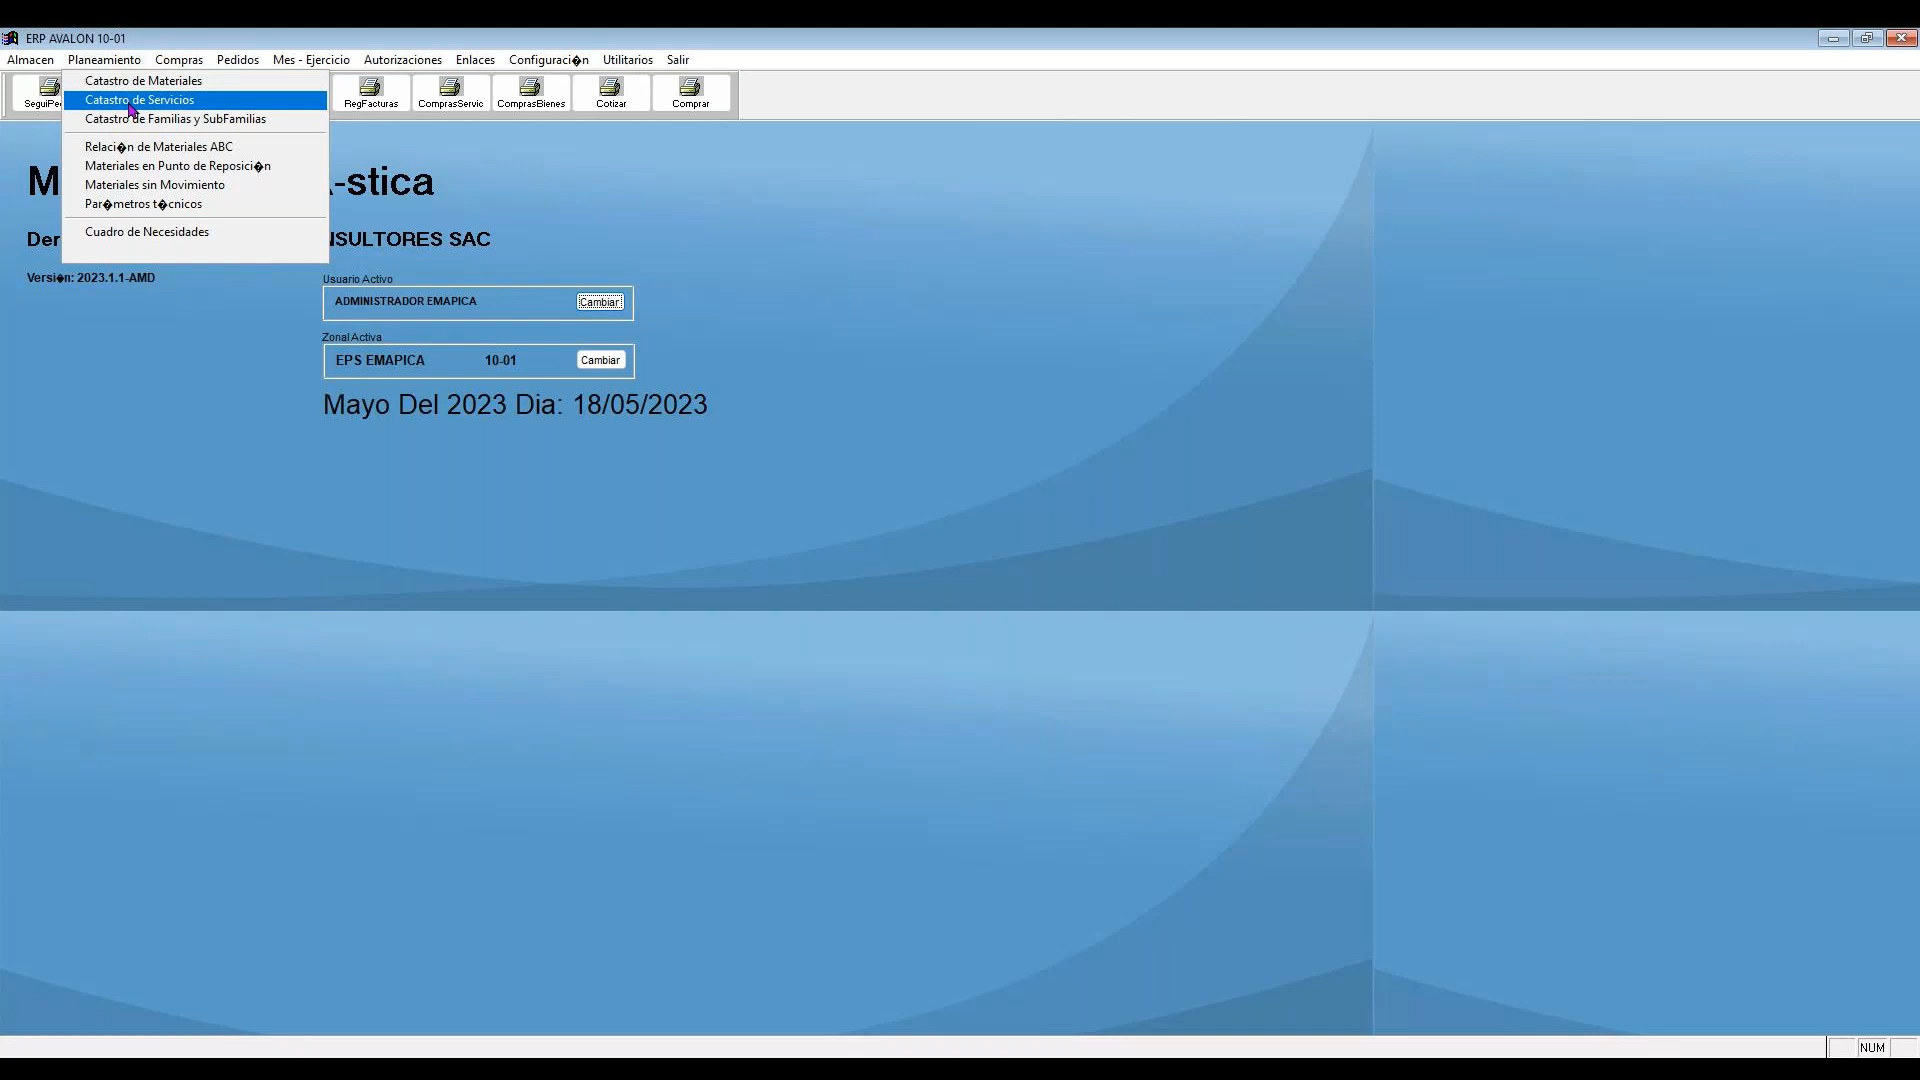 ERP AVALON 10-01
Almacen Planeamiento Compras Pedidos Mes - Ejercicio Autorizaciones Enlaces Configuraci�n Utilitarios Salir
RegFacturas ComprasServic ComprasBienes Cotizar Comprar
Catastro de Materiales
Catastro de Servicios
Catastro de Familias y SubFamilias
Relaci�n de Materiales ABC
Materiales en Punto de Reposici�n
Materiales sin Movimiento
Par�metros t�cnicos
Cuadro de Necesidades
-stica
NSULTORES SAC
Versi�n: 2023.1.1-AMD
Usuario Activo
ADMINISTRADOR EMAPICA Cambiar
Zonal Activa
EPS EMAPICA 10-01 Cambiar
Mayo Del 2023 Dia: 18/05/2023
NUM